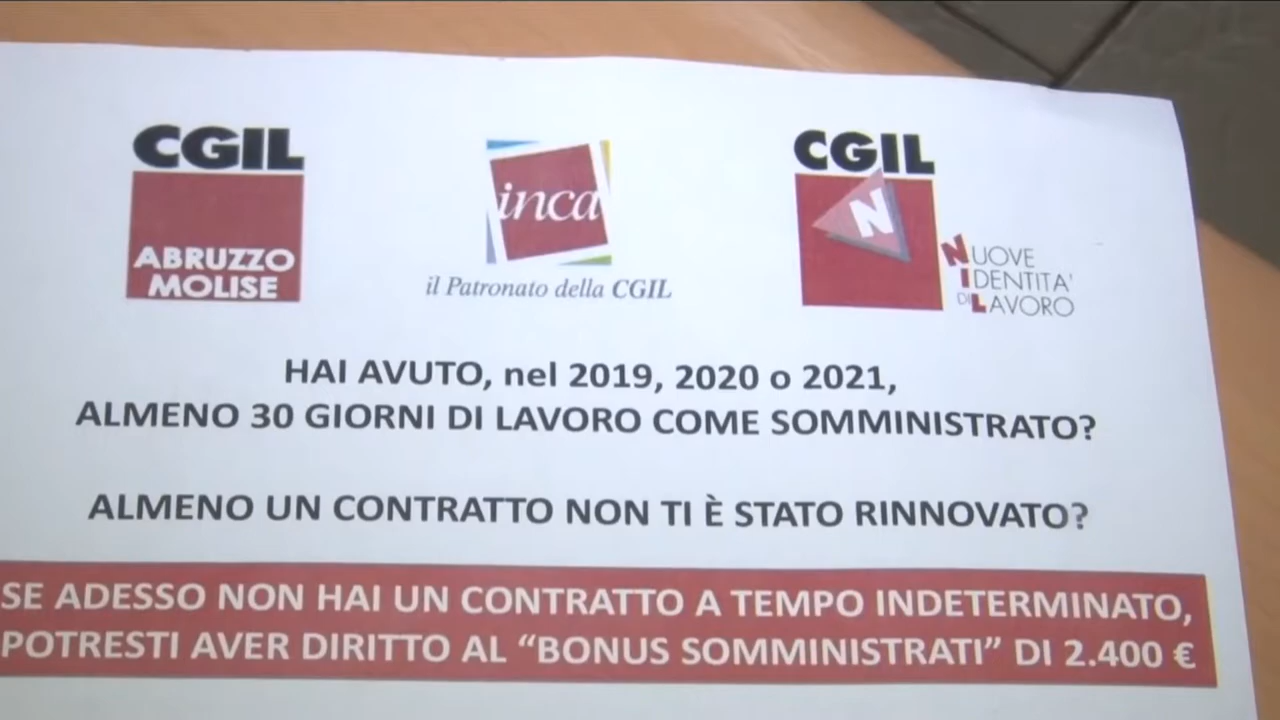 CGIL
ABRUZZO
MOLISE
inca
il Patronato della CGIL
CGIL
N
NUOVE
IDENTITA'
DI LAVORO
HAI AVUTO, nel 2019, 2020 o 2021,
ALMENO 30 GIORNI DI LAVORO COME SOMMINISTRATO?
ALMENO UN CONTRATTO NON TI È STATO RINNOVATO?
SE ADESSO NON HAI UN CONTRATTO A TEMPO INDETERMINATO,
POTRESTI AVER DIRITTO AL “BONUS SOMMINISTRATI” DI 2.400 €